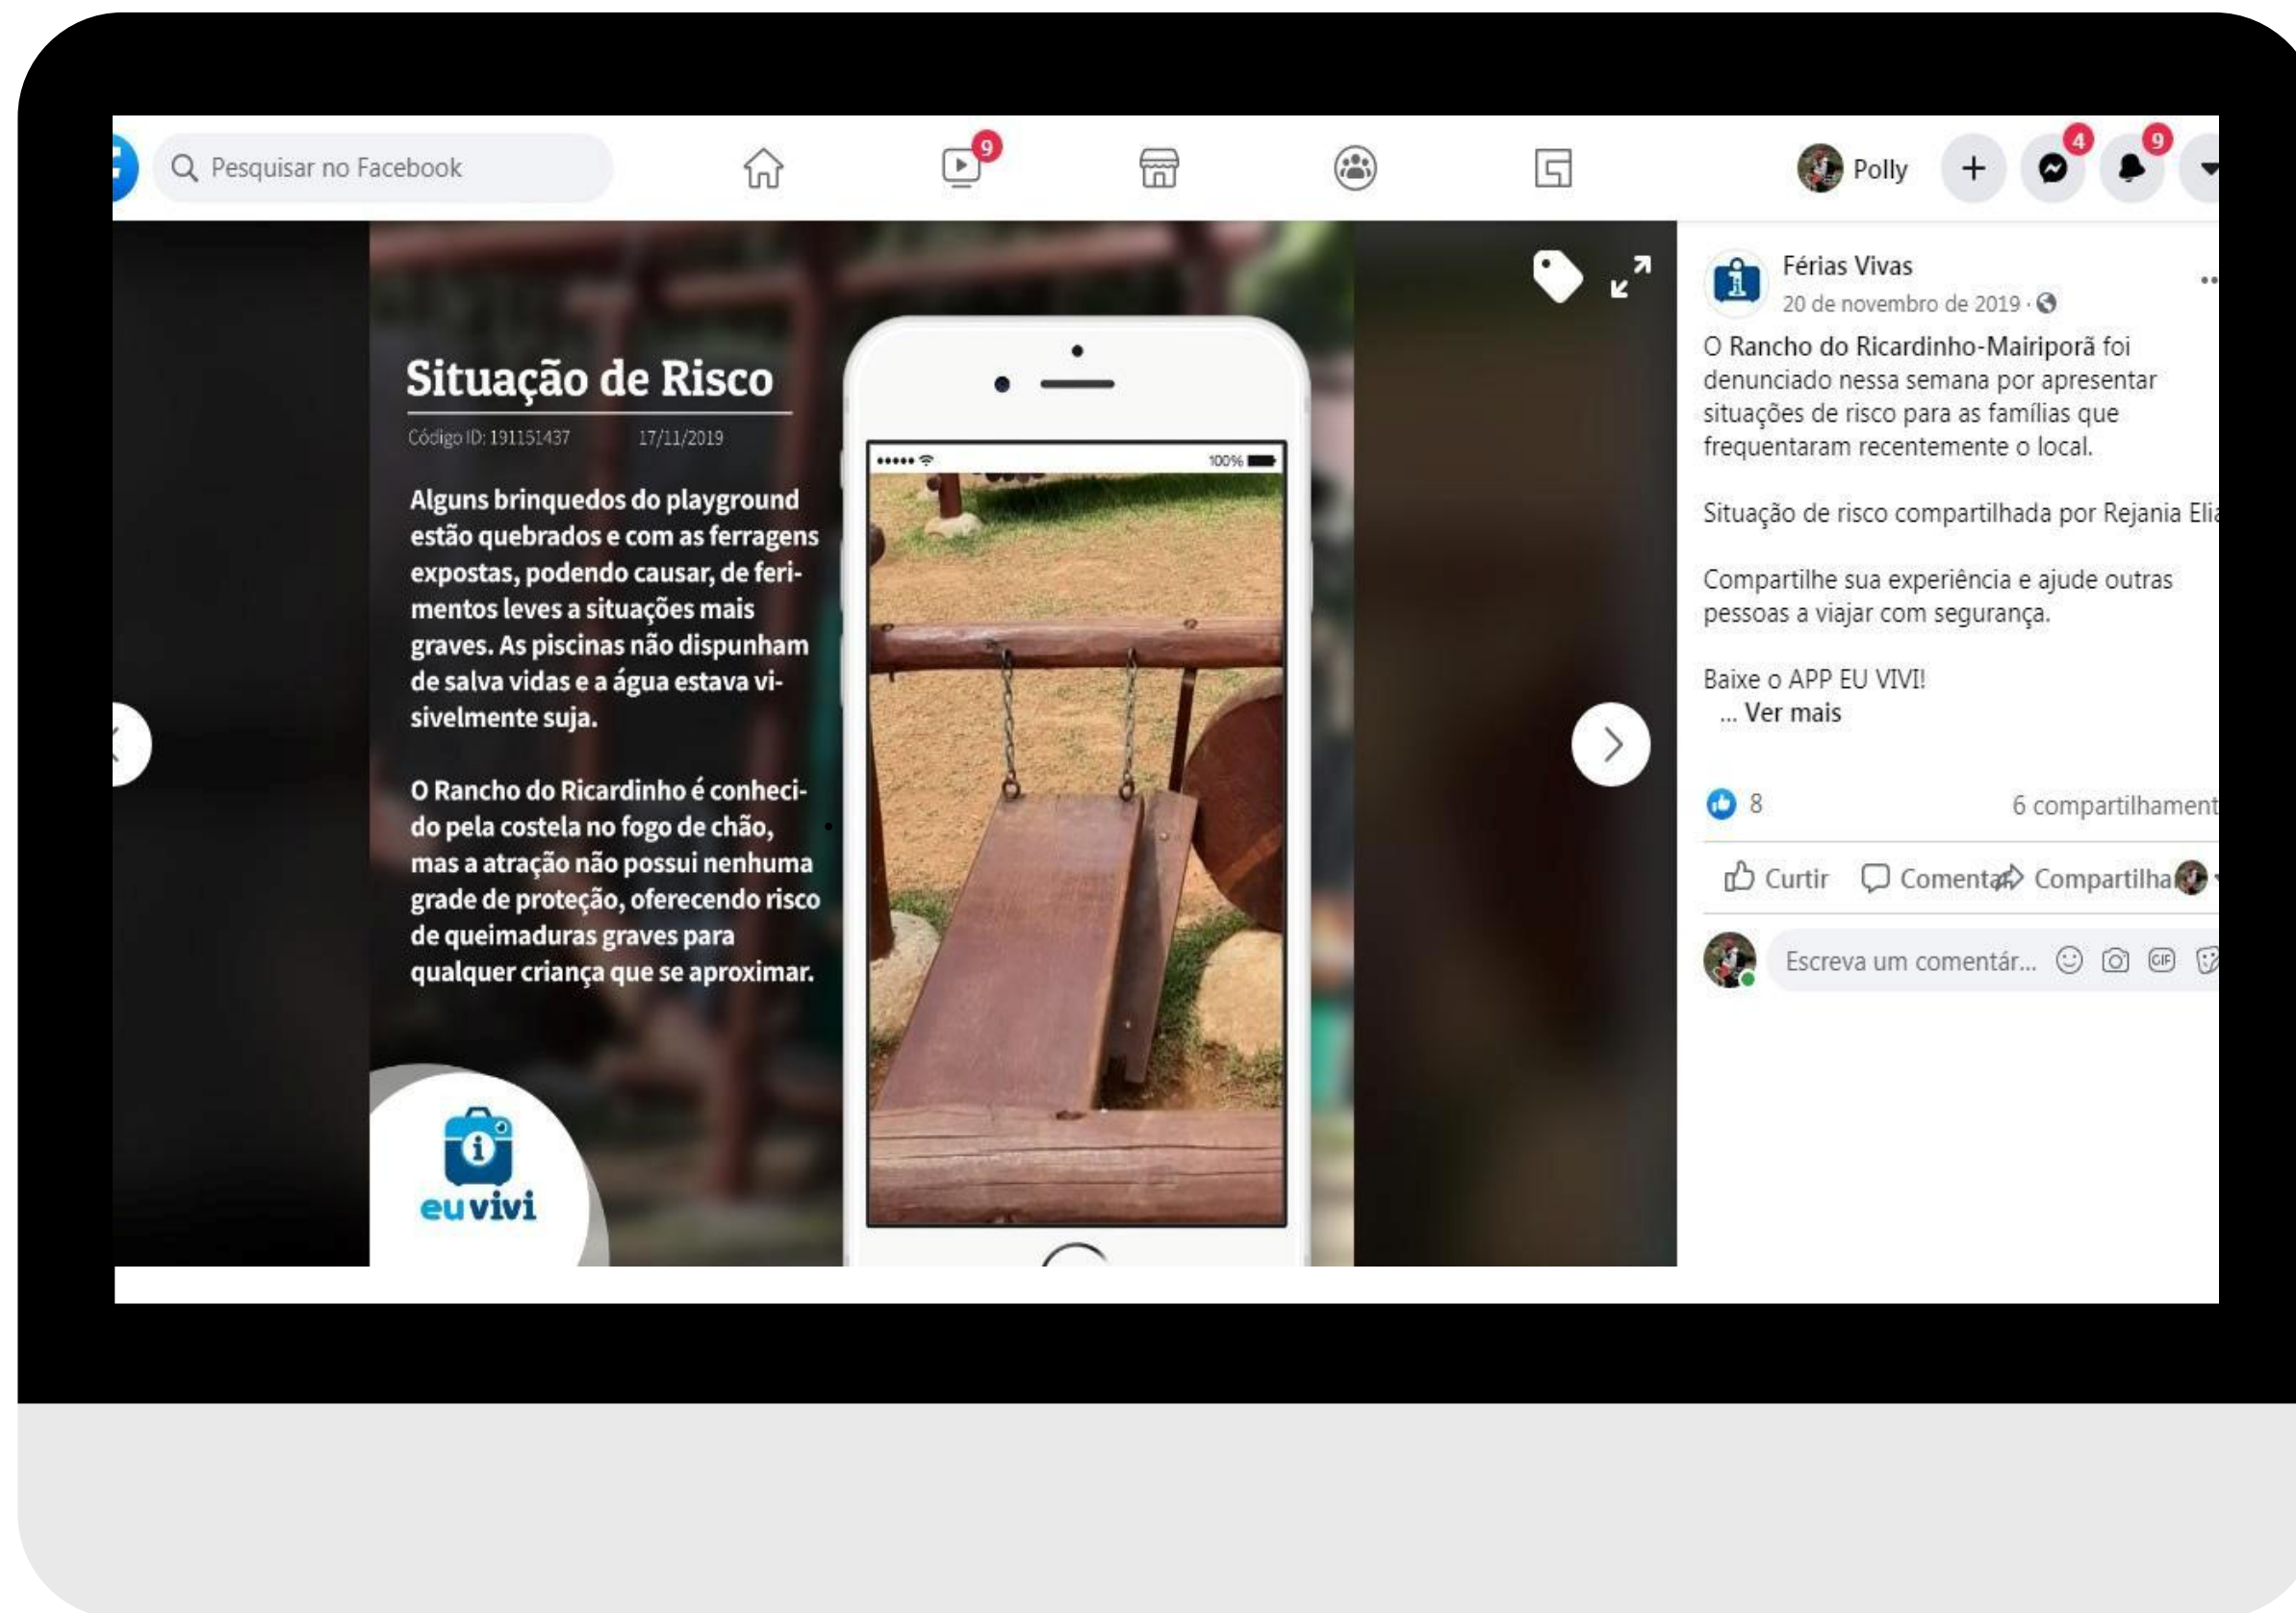 Pesquisar no Facebook
9
Polly
4
9
Situação de Risco
Código ID: 191151437 17/11/2019
Alguns brinquedos do playground
estão quebrados e com as ferragens
expostas, podendo causar, de feri-
mentos leves a situações mais
graves. As piscinas não dispunham
de salva vidas e a água estava vi-
sivelmente suja.
O Rancho do Ricardinho é conheci-
do pela costela no fogo de chão,
mas a atração não possui nenhuma
grade de proteção, oferecendo risco
de queimaduras graves para
qualquer criança que se aproximar.
eu vivi
100%
Férias Vivas
20 de novembro de 2019 ·
O Rancho do Ricardinho-Mairiporã foi
denunciado nessa semana por apresentar
situações de risco para as famílias que
frequentaram recentemente o local.
Situação de risco compartilhada por Rejania Elia
Compartilhe sua experiência e ajude outras
pessoas a viajar com segurança.
Baixe o APP EU VIVI!
... Ver mais
8 6 compartilhament
Curtir Comentar Compartilha
Escreva um comentár... GIF